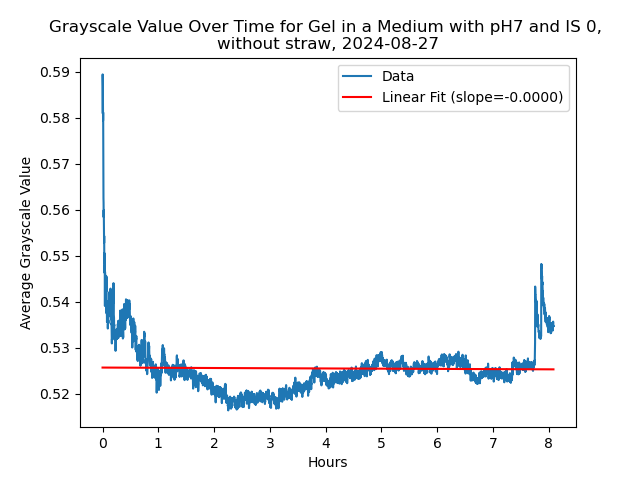 Grayscale Value Over Time for Gel in a Medium with pH7 and IS 0,
without straw, 2024-08-27
Data
Linear Fit (slope=-0.0000)
Average Grayscale Value
0.59
0.58
0.57
0.56
0.55
0.54
0.53
0.52
0 1 2 3 4 5 6 7 8
Hours